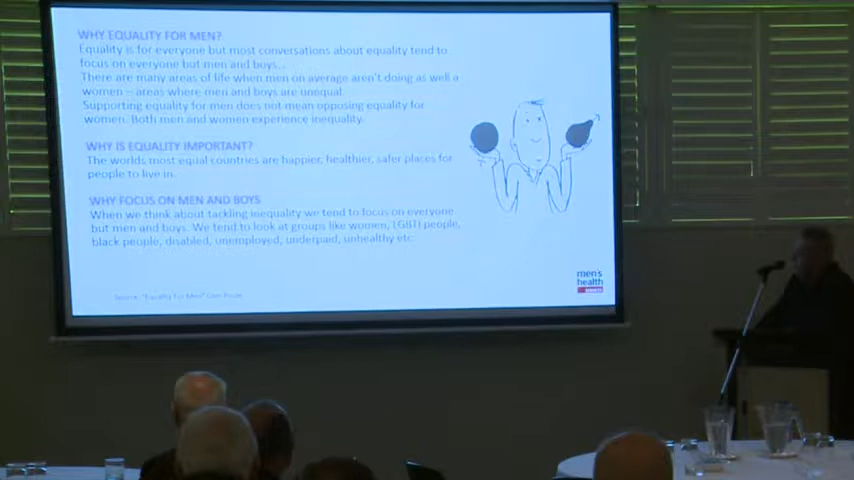 WHY EQUALITY FOR MEN?
Equality is for everyone but most conversations about equality tend to
focus on everyone but men and boys...
There are many areas of life when men on average aren't doing as well a
women – areas where men and boys are unequal.
Supporting equality for men does not mean opposing equality for
women. Both men and women experience inequality.
WHY IS EQUALITY IMPORTANT?
The worlds most equal countries are happier, healthier, safer places for
people to live in.
WHY FOCUS ON MEN AND BOYS
When we think about tackling inequality we tend to focus on everyone
but men and boys. We tend to look at groups like women, LGBTI people,
black people, disabled, unemployed, underpaid, unhealthy etc.
Source: "Equality For Men" Glen Poole
men's
health